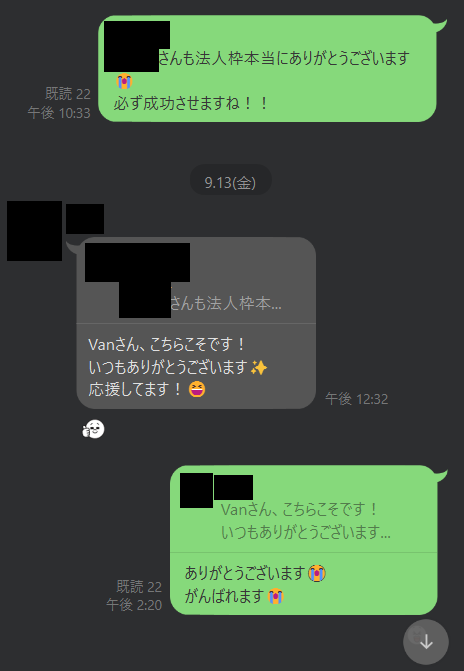 さんも法人枠本当にありがとうございます
😭
必ず成功させますね！！
既読 22
午後 10:33
9.13(金)
さんも法人枠本...
Vanさん、こちらこそです！
いつもありがとうございます✨
応援してます！😆
午後 12:32
Vanさん、こちらこそです！
いつもありがとうございます...
ありがとうございます😭
がんばれます😭
既読 22
午後 2:20